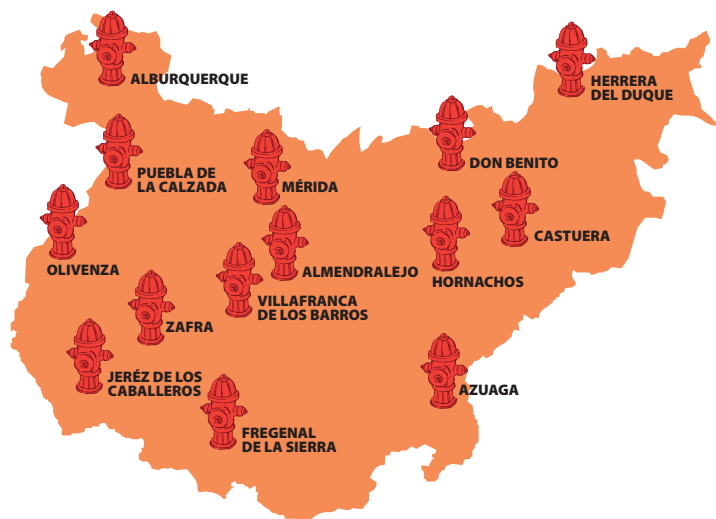 ALBURQUERQUE
HERRERA
DEL DUQUE
PUEBLA DE
LA CALZADA
MÉRIDA
DON BENITO
OLIVENZA
ALMENDRALEJO
HORNACHOS
CASTUERA
VILLAFRANCA
DE LOS BARROS
ZAFRA
JERÉZ DE LOS
CABALLEROS
AZUAGA
FREGENAL
DE LA SIERRA